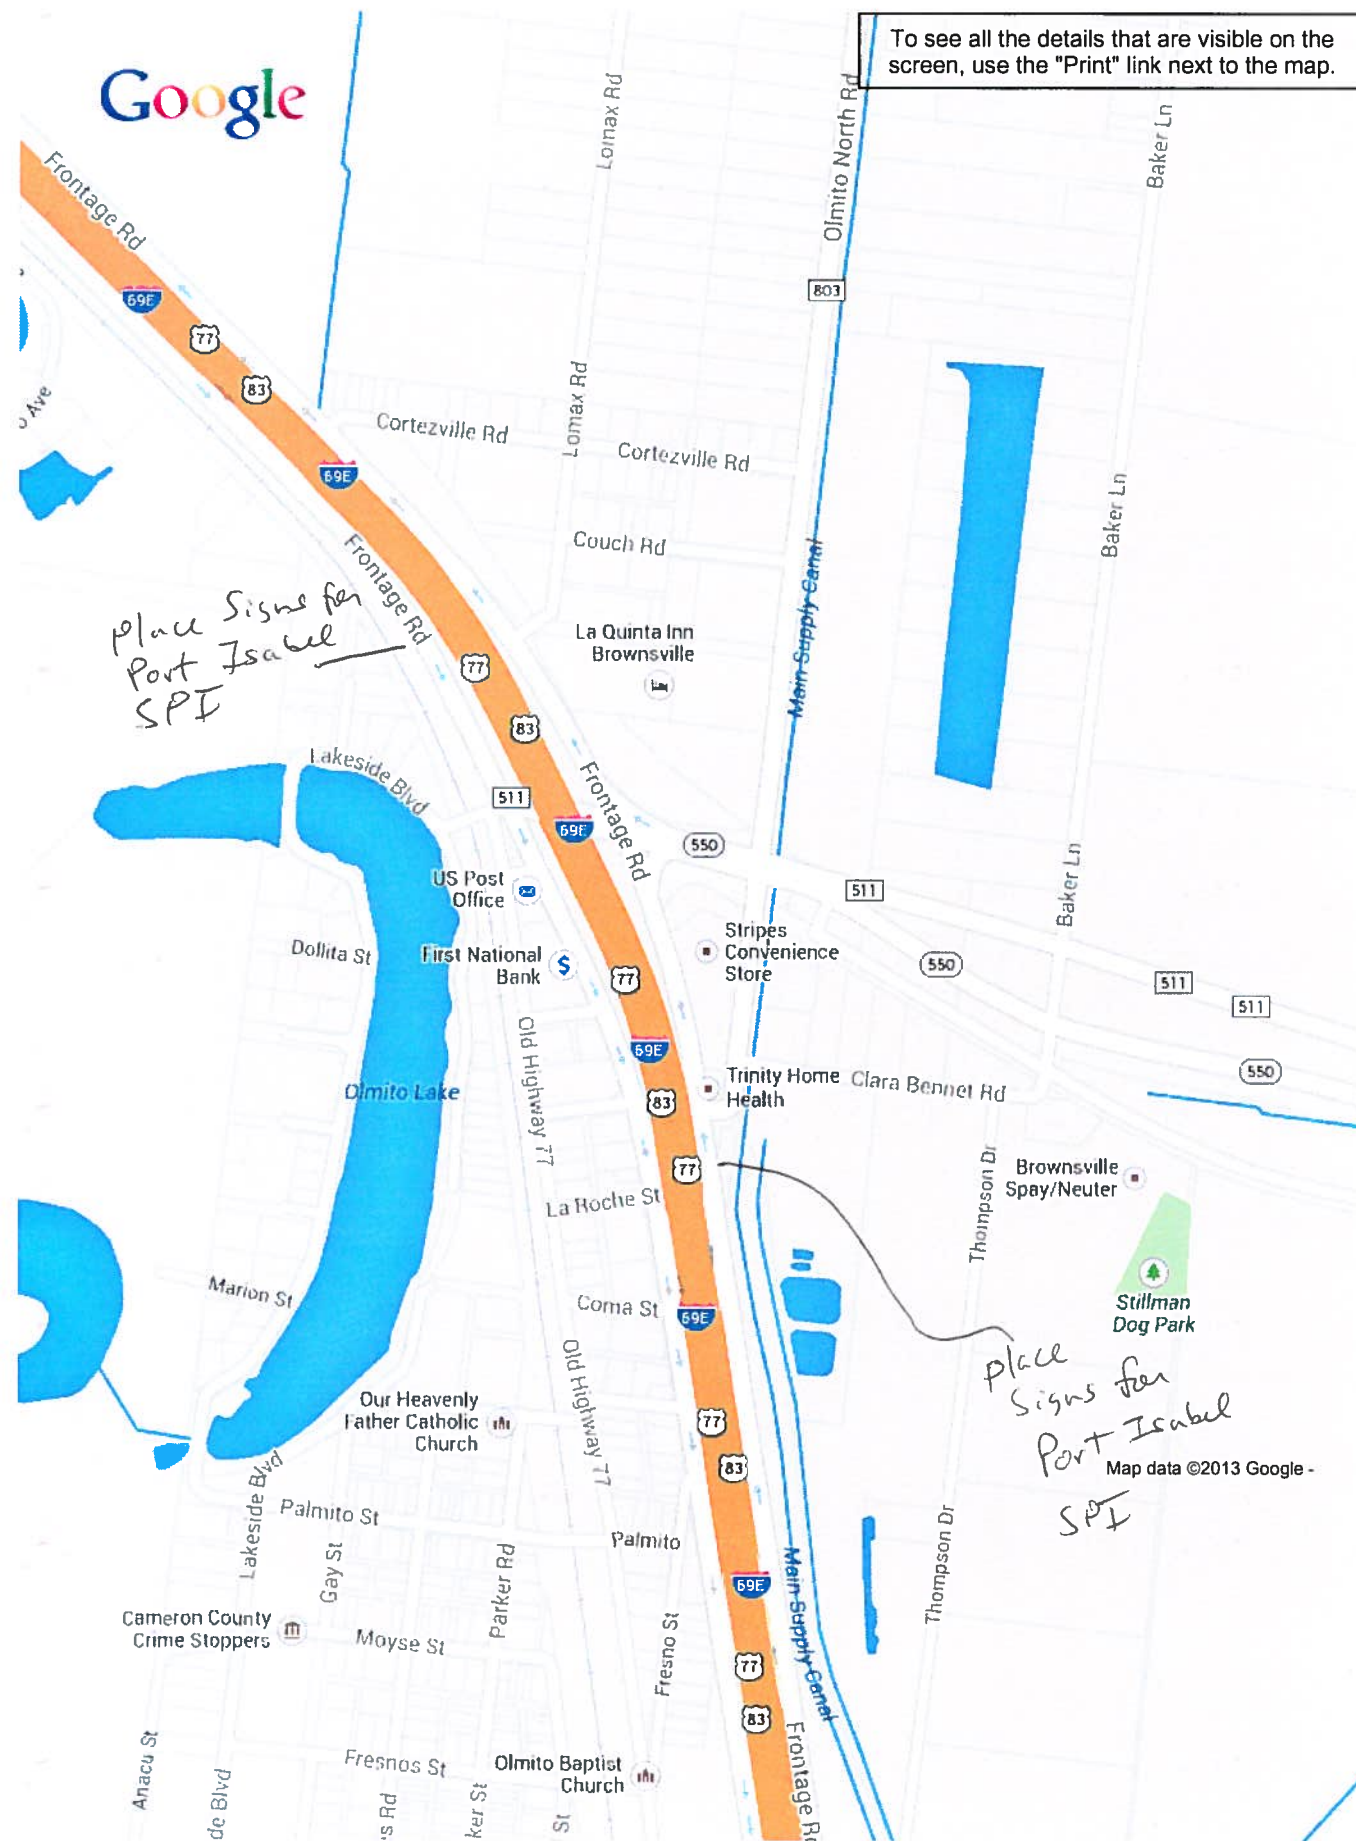 To see all the details that are visible on the
screen, use the "Print" link next to the map.
Google
Lomax Rd
Olmito North Rd
Baker Ln
Frontage Rd
69E
77
803
83
Ave
Cortezville Rd
Lomax Rd
Cortezville Rd
69E
Baker Ln
Couch Rd
Frontage Rd
Main Supply Canal
Place Signs for
Port Isabel
SPI
La Quinta Inn
Brownsville
77
83
Lakeside Blvd
511
Frontage Rd
69E
550
511
Baker Ln
US Post
Office
Stripes
Convenience
Store
Dollita St
First National
Bank
$
77
550
511
511
Old Highway 77
69E
550
Trinity Home
Health
Clara Bennet Rd
Olmito Lake
83
77
Thompson Dr
Brownsville
Spay/Neuter
La Roche St
Marion St
Coma St
69E
Stillman
Dog Park
Place
Signs for
Port Isabel
SPI
Map data ©2013 Google -
Old Highway 77
Our Heavenly
Father Catholic
Church
77
83
Lakeside Blvd
Palmito St
Palmito
Gay St
Parker Rd
69E
Main Supply Canal
Thompson Dr
Cameron County
Crime Stoppers
Moyse St
Fresno St
77
83
Frontage R
Anacu St
de Blvd
Fresnos St
Olmito Baptist
Church
s Rd
ker St
St